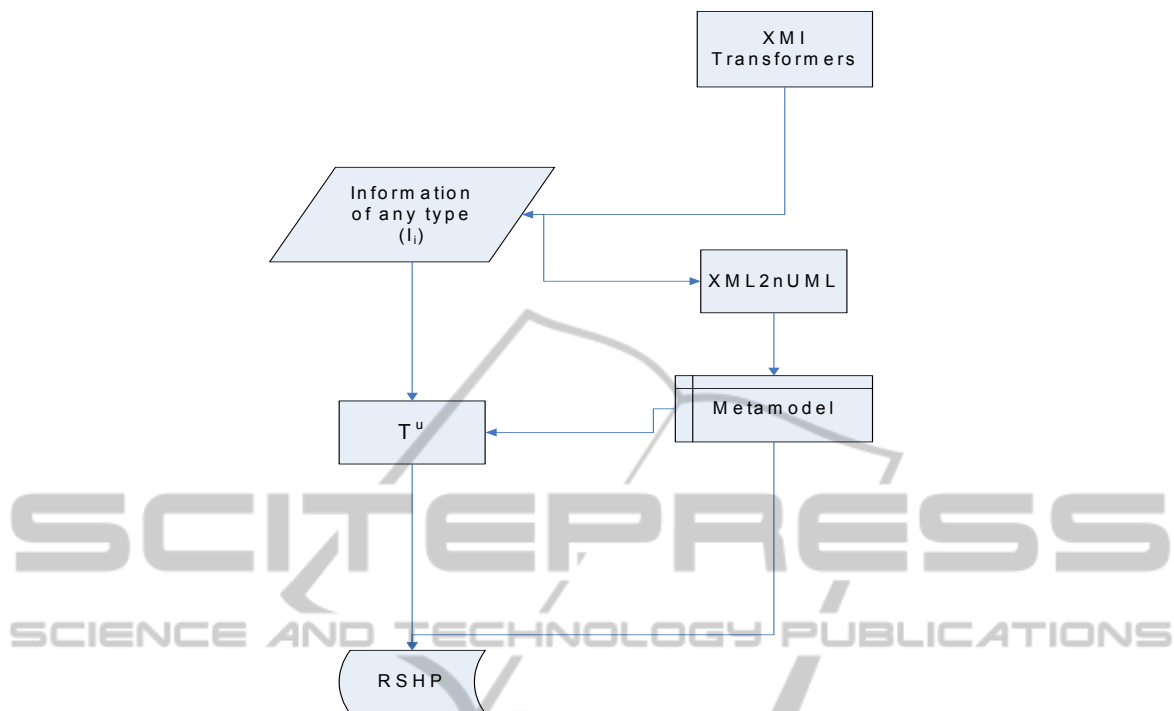 XMI
Transformers
Information
of any type
(Iᵢ)
XML2nUML
Metamodel
Tᵘ
SCITEPRESS
SCIENCE AND TECHNOLOGY PUBLICATIONS
RSHP